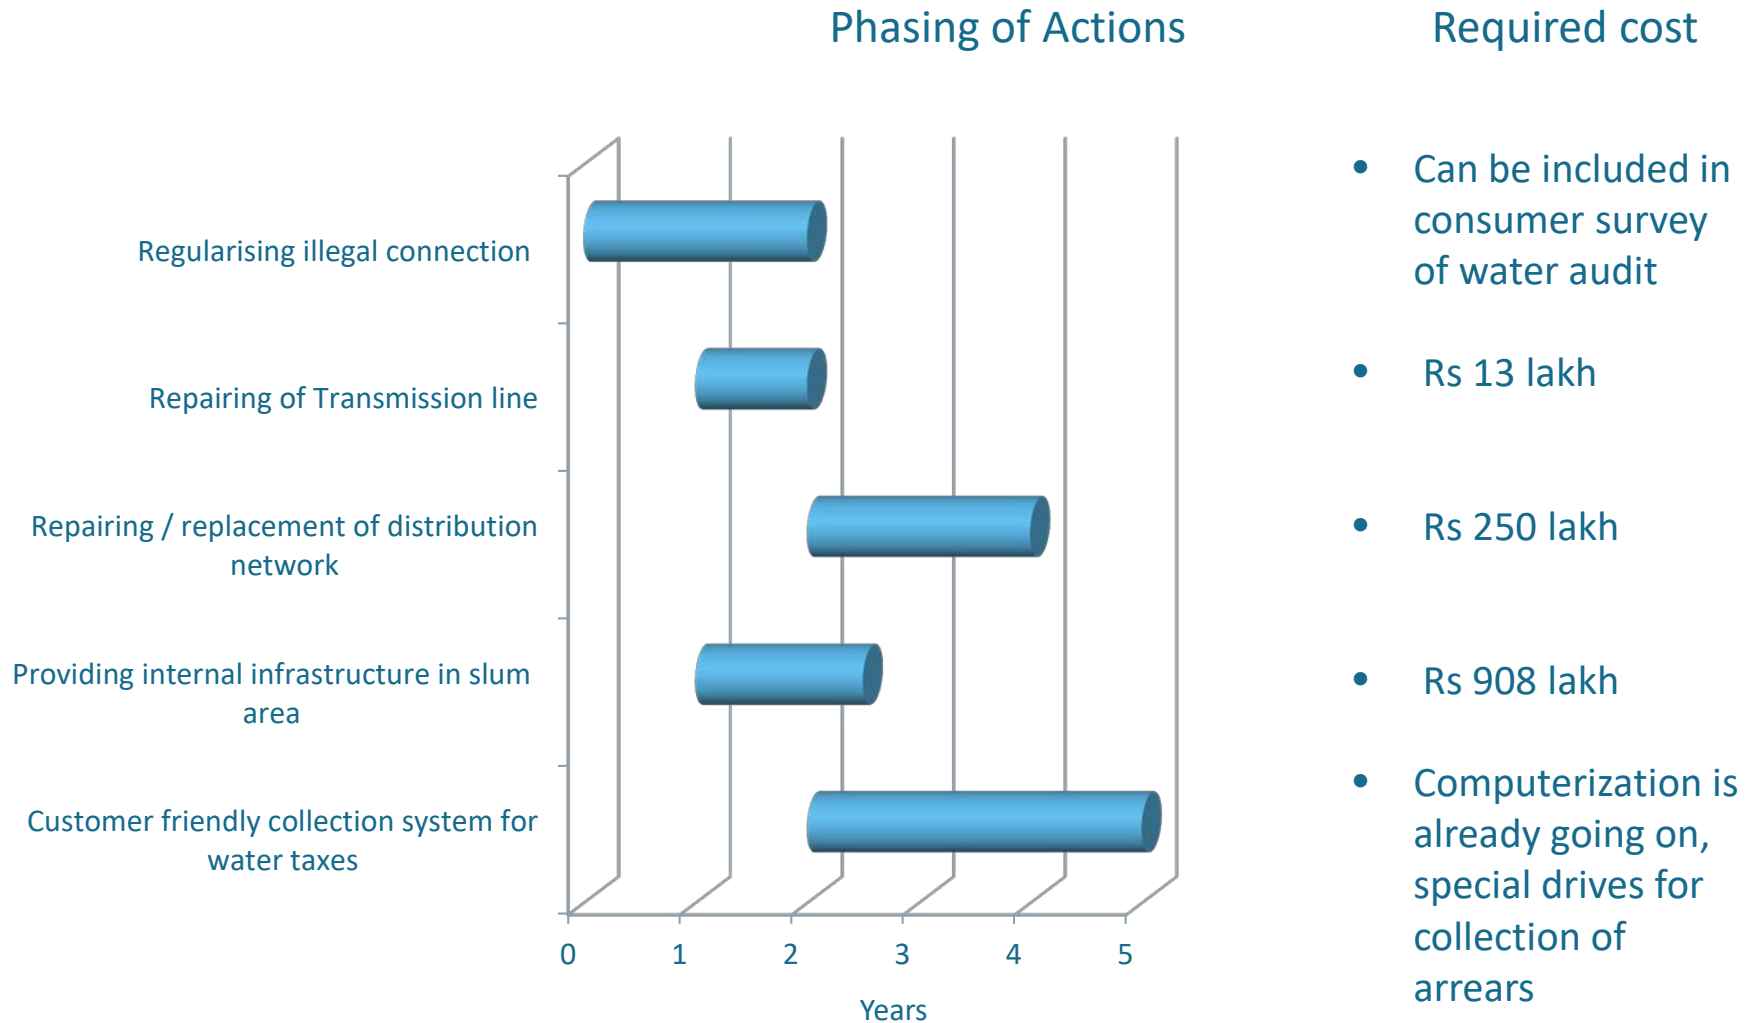 Phasing of Actions
Required cost
Regularising illegal connection
Repairing of Transmission line
Repairing / replacement of distribution
network
Providing internal infrastructure in slum
area
Customer friendly collection system for
water taxes
0 1 2 3 4 5
Years
• Can be included in
consumer survey
of water audit
• Rs 13 lakh
• Rs 250 lakh
• Rs 908 lakh
• Computerization is
already going on,
special drives for
collection of
arrears